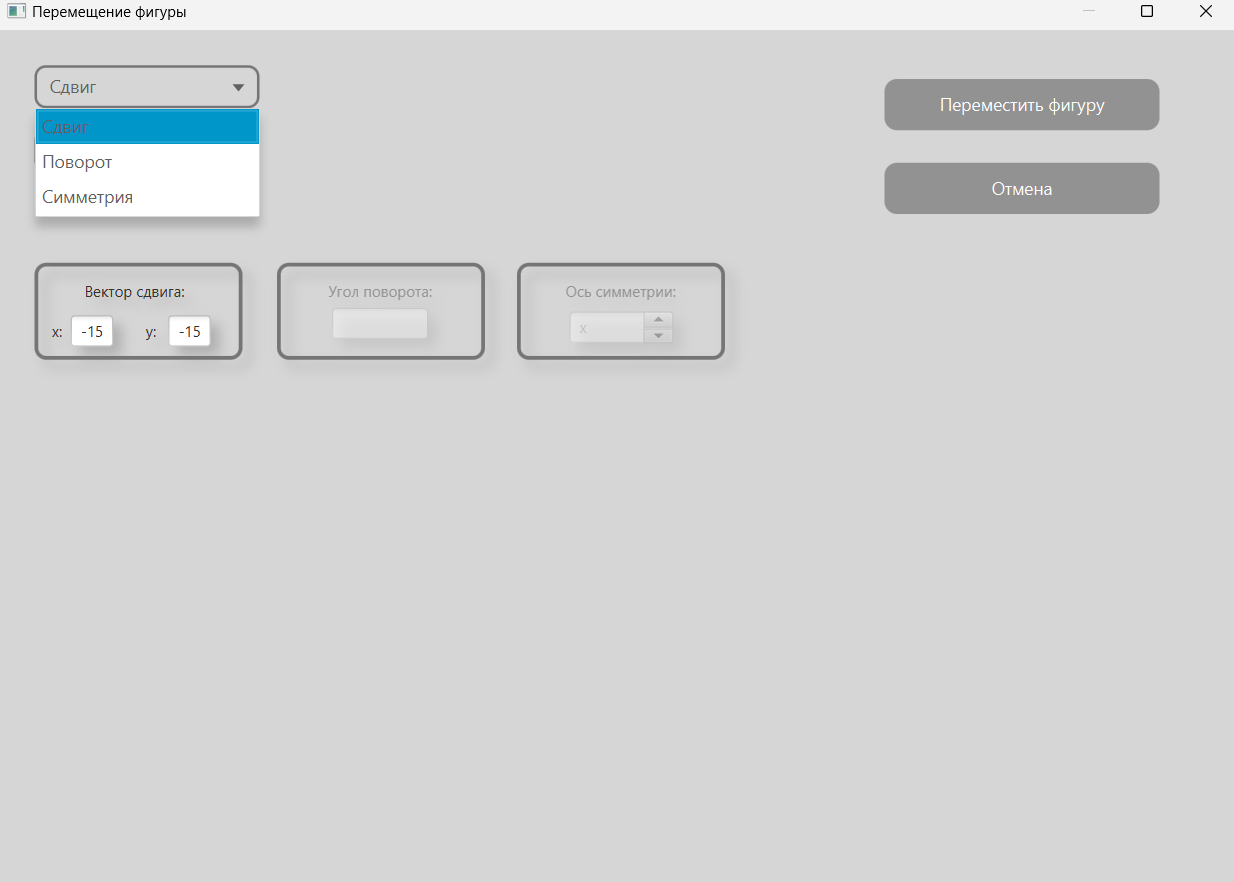 Перемещение фигуры
Сдвиг
Сдвиг
Поворот
Симметрия
Переместить фигуру
Отмена
Вектор сдвига:
x: -15 y: -15
Угол поворота:
Ось симметрии:
x